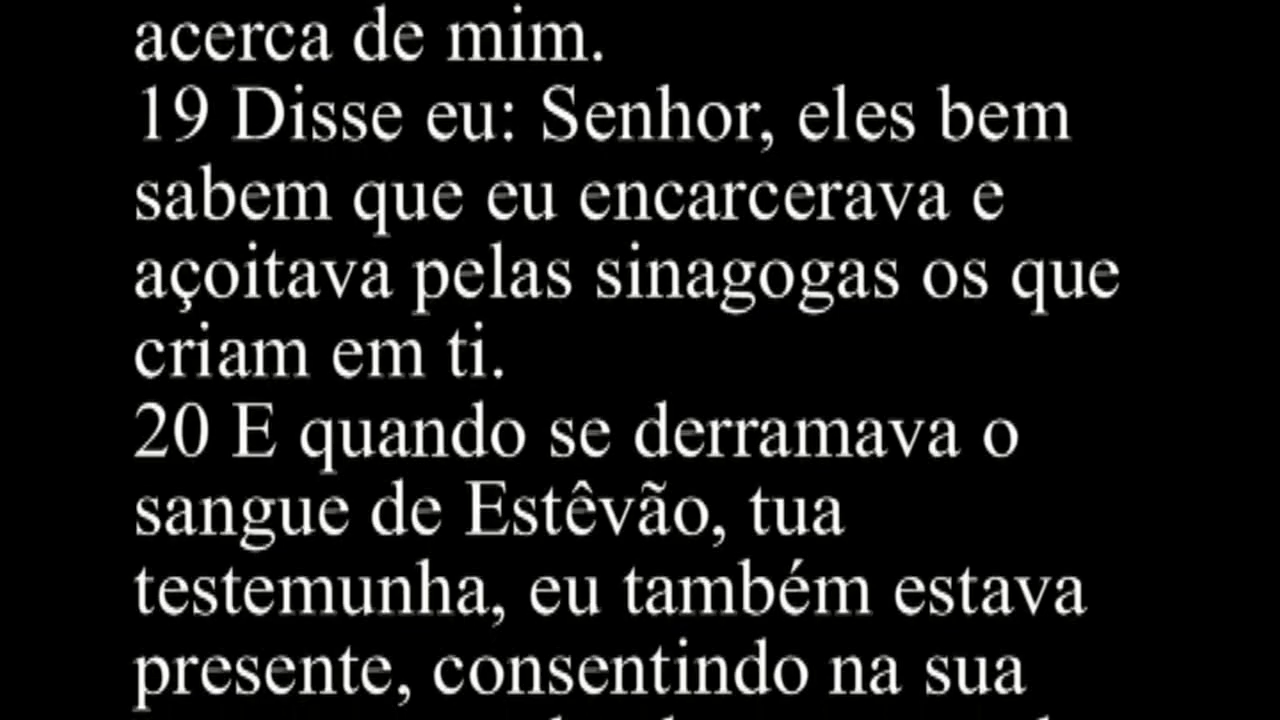 acerca de mim.
19 Disse eu: Senhor, eles bem
sabem que eu encarcerava e
açoitava pelas sinagogas os que
criam em ti.
20 E quando se derramava o
sangue de Estêvão, tua
testemunha, eu também estava
presente, consentindo na sua